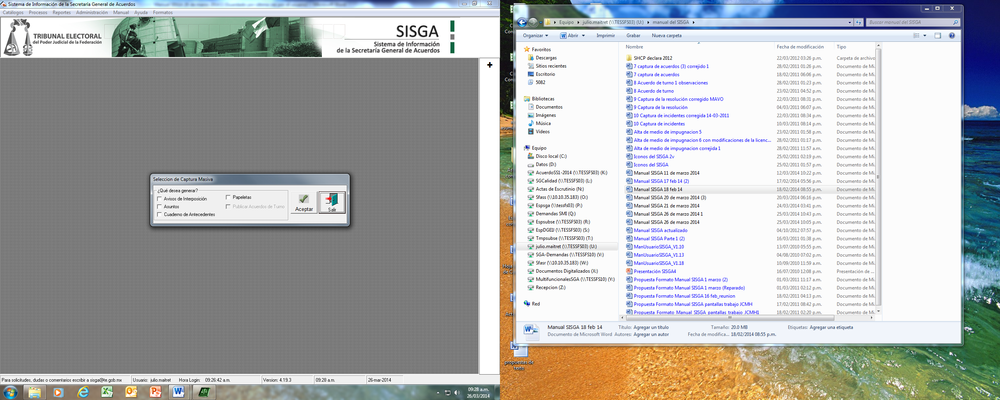 Sistema de Información de la Secretaría General de Acuerdos
Catálogos Procesos Reportes Administración Manual Ayuda Formatos
TRIBUNAL ELECTORAL
del Poder Judicial de la Federación
SISGA
Sistema de Información
de la Secretaría General de Acuerdos
Seleccion de Captura Masiva
¿Qué desea generar?
Avisos de Interposición
Asuntos
Cuaderno de Antecedentes
Papeletas
Publicar Acuerdos de Turno
Aceptar
Salir
Para solicitudes, dudas o comentarios escribir a sisga@te.gob.mx
Usuario: julio.maitret Hora Login: 09:26:42 a.m.
Version: 4.19.3
09:28 a.m.
26-mar-2014
09:28 a.m.
26/03/2014
Equipo julio.maitret (\\TESSFS03) (U:) manual del SISGA
Buscar manual del SISGA
Organizar Abrir Imprimir Grabar Nueva carpeta
Favoritos
Descargas
Sitios recientes
Escritorio
5082
Bibliotecas
Documentos
Imágenes
Música
Vídeos
Equipo
Disco local (C:)
Datos (D:)
AcuerdoSS1-2014 (\\TESSFS03) (K:)
SGCalidad (\\TESSFS03) (L:)
Actas de Escrutinio (N:)
Sfass (\\10.10.35.183) (O:)
Espsga (\\tessfs03) (P:)
Demandas SMI (Q:)
Espsubse (\\TESSFS03) (R:)
EspDGEIJ (\\TESSFS03) (S:)
Tmpsubse (\\TESSFS03) (T:)
julio.maitret (\\TESSFS03) (U:)
SGA-Demandas (\\TESSFS10) (V:)
Sfasr (\\10.10.35.183) (W:)
Documentos Digitalizados (X:)
MultifuncionalesSGA (\\TESSFS10) (Y:)
Recepcion (Z:)
Red
Nombre Fecha de modificación Tipo
SHCP declara 2012 22/03/2012 03:26 p.m. Carpeta de archivo
7 captura de acuerdos (3) correjido 1 28/02/2011 01:26 p.m. Documento de Mi.
7 captura de acuerdos 18/02/2011 06:06 p.m. Documento de Mi.
8 Acuerdo de turno 1 observaciones 28/02/2011 01:23 p.m. Documento de Mi.
8 Acuerdo de turno 23/02/2011 04:52 p.m. Documento de Mi.
9 Captura de la resolución corregido MAVO 22/03/2011 08:31 p.m. Documento de Mi.
9 Captura de la resolución 04/03/2011 06:07 p.m. Documento de Mi.
10 Captura de incidentes corregida 14-03-2011 22/03/2011 08:34 p.m. Documento de Mi.
10 Captura de incidentes 10/03/2011 08:14 p.m. Documento de Mi.
Alta de medio de impugnacion 5 23/02/2011 01:58 p.m. Documento de Mi.
Alta de medio de impugnacion 6 con modificaciones de la licenc... 28/02/2011 01:17 p.m. Documento de Mi.
Alta de medio de impugnacion correjida 1 28/02/2011 11:57 a.m. Documento de Mi.
Iconos del SISGA 2v 25/02/2011 02:19 p.m. Documento de Mi.
Iconos del SISGA 25/02/2011 01:57 p.m. Documento de Mi.
Manual SISGA 11 de marzo 2014 12/03/2014 10:22 p.m. Documento de Mi.
Manual SISGA 17 feb 14 (2) 17/02/2014 05:56 p.m. Documento de Mi.
Manual SISGA 18 feb 14 18/02/2014 08:55 p.m. Documento de Mi.
Manual SISGA 20 de marzo 2014 (3) 20/03/2014 06:16 p.m. Documento de Mi.
Manual SISGA 21 de marzo 2014 24/03/2014 03:41 p.m. Documento de Mi.
Manual SISGA 26 de marzo 2014 1 25/03/2014 10:43 p.m. Documento de Mi.
Manual SISGA 26 de marzo 2014 25/03/2014 10:05 p.m. Documento de Mi.
Manual SISGA actualizado 04/10/2012 07:57 p.m. Documento de Mi.
Manual SISGA Parte 1 (2) 16/03/2011 01:38 p.m. Documento de Mi.
ManUsuarioSISGA_V1.10 13/07/2010 05:55 p.m. Documento de Mi.
ManUsuarioSISGA_V1.13 04/08/2010 07:02 p.m. Documento de Mi.
ManUsuarioSISGA_V1.18 10/09/2010 11:59 a.m. Documento de Mi.
Presentación SISGA4 16/07/2010 12:08 p.m. Presentación de ...
Propuesta Formato Manual SISGA 1 marzo (2) 01/03/2011 11:17 a.m. Documento de Mi.
Propuesta Formato Manual SISGA 1 marzo (Reparado) 01/03/2011 02:12 p.m. Documento de Mi.
Propuesta Formato Manual SISGA 16 feb_reunion 18/02/2011 04:13 p.m. Documento de Mi.
Propuesta Formato Manual SISGA pantallas trabajo JCMH 17/02/2011 08:42 p.m. Documento de Mi.
Propuesta Formato Manual SISGA pantallas trabajo JCMH1 18/02/2011 02:20 p.m. Documento de Mi.
Manual SISGA 18 feb 14 Título: Agregar un título Tamaño: 20.0 MB Etiquetas: Agregar una etiqueta
Documento de Microsoft Word Autores: Agregar un autor Fecha de modifica... 18/02/2014 08:55 p.m.
propuestas de
texto